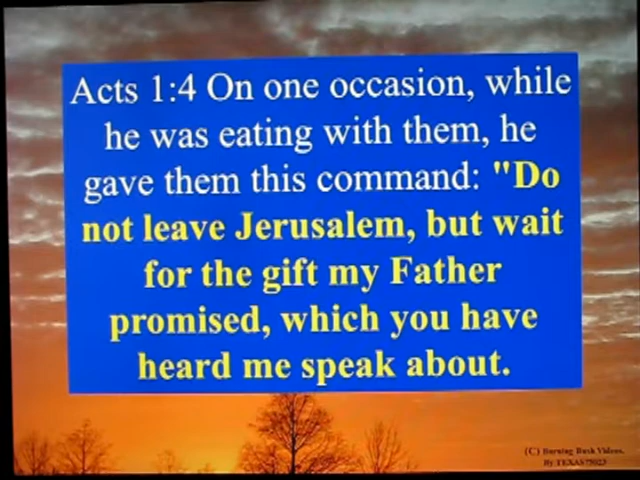 Acts 1:4 On one occasion, while
he was eating with them, he
gave them this command: "Do
not leave Jerusalem, but wait
for the gift my Father
promised, which you have
heard me speak about.
(C) Burning Bush Videos.
By TEXAS75023